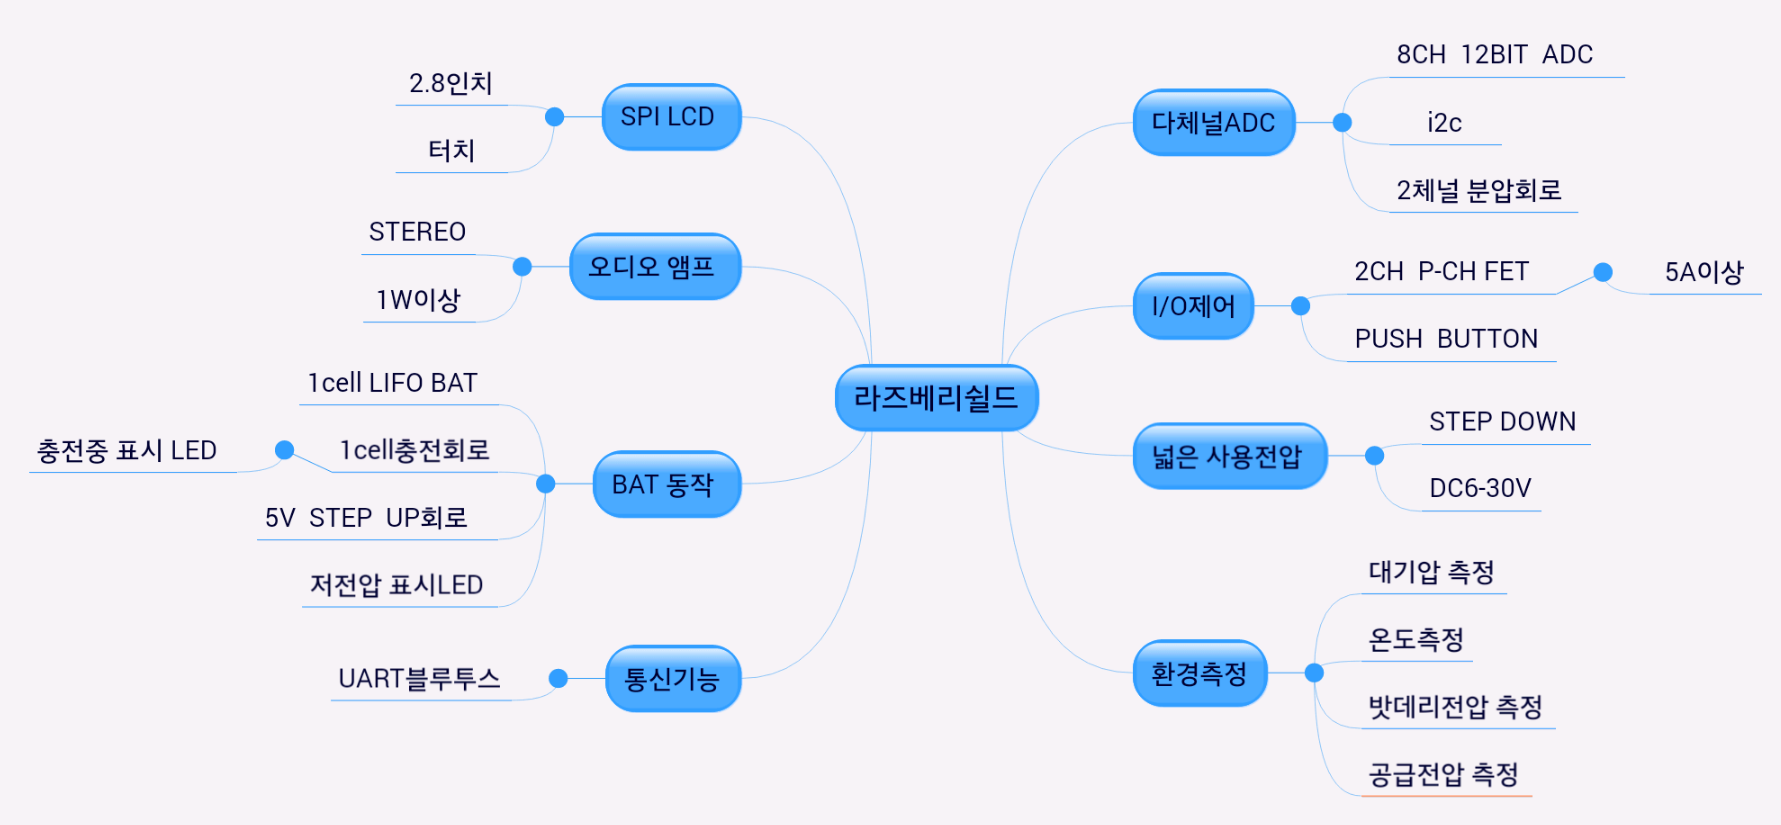 라즈베리쉴드
SPI LCD
2.8인치
터치
오디오 앰프
STEREO
1W이상
BAT 동작
1cell LIFO BAT
1cell충전회로
충전중 표시 LED
5V  STEP  UP회로
저전압 표시LED
통신기능
UART블루투스
다체널ADC
8CH  12BIT  ADC
i2c
2체널 분압회로
I/O제어
2CH  P-CH FET
5A이상
PUSH  BUTTON
넓은 사용전압
STEP DOWN
DC6-30V
환경측정
대기압 측정
온도측정
밧데리전압 측정
공급전압 측정